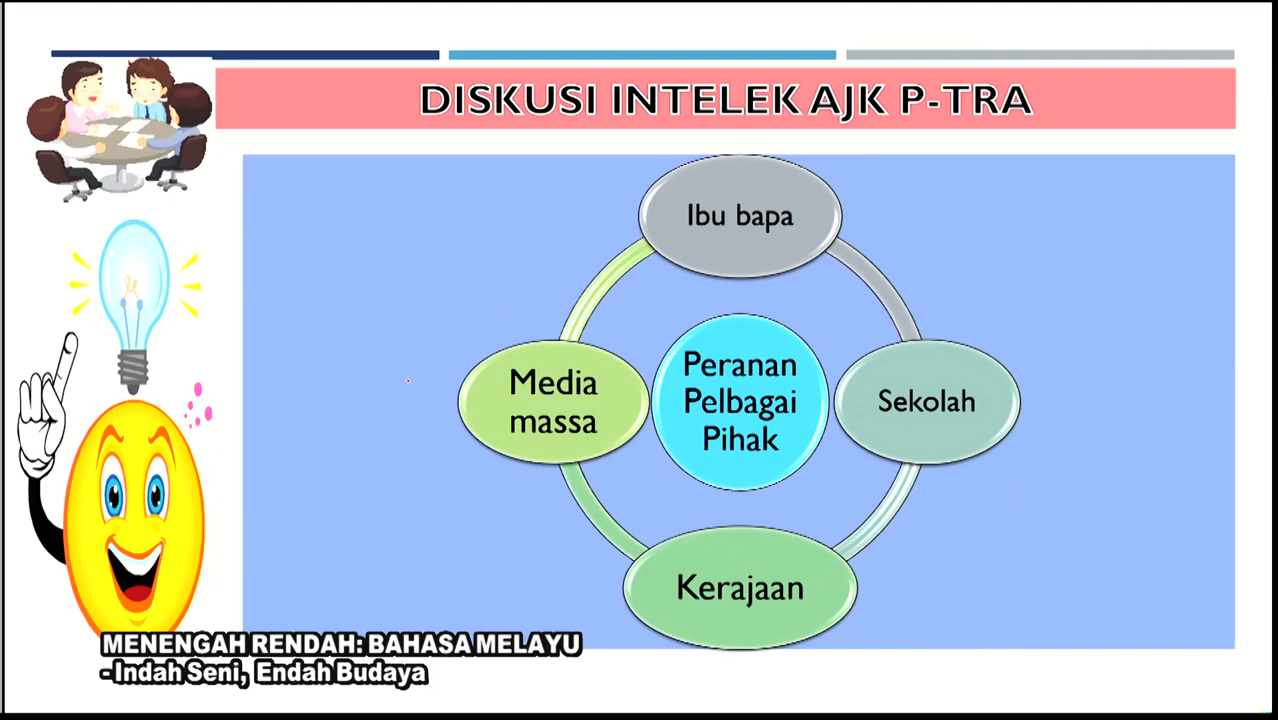 DISKUSI INTELEK AJK P-TRA
Ibu bapa
Media
massa
Peranan
Pelbagai
Pihak
Sekolah
Kerajaan
MENENGAH RENDAH: BAHASA MELAYU
-Indah Seni, Endah Budaya